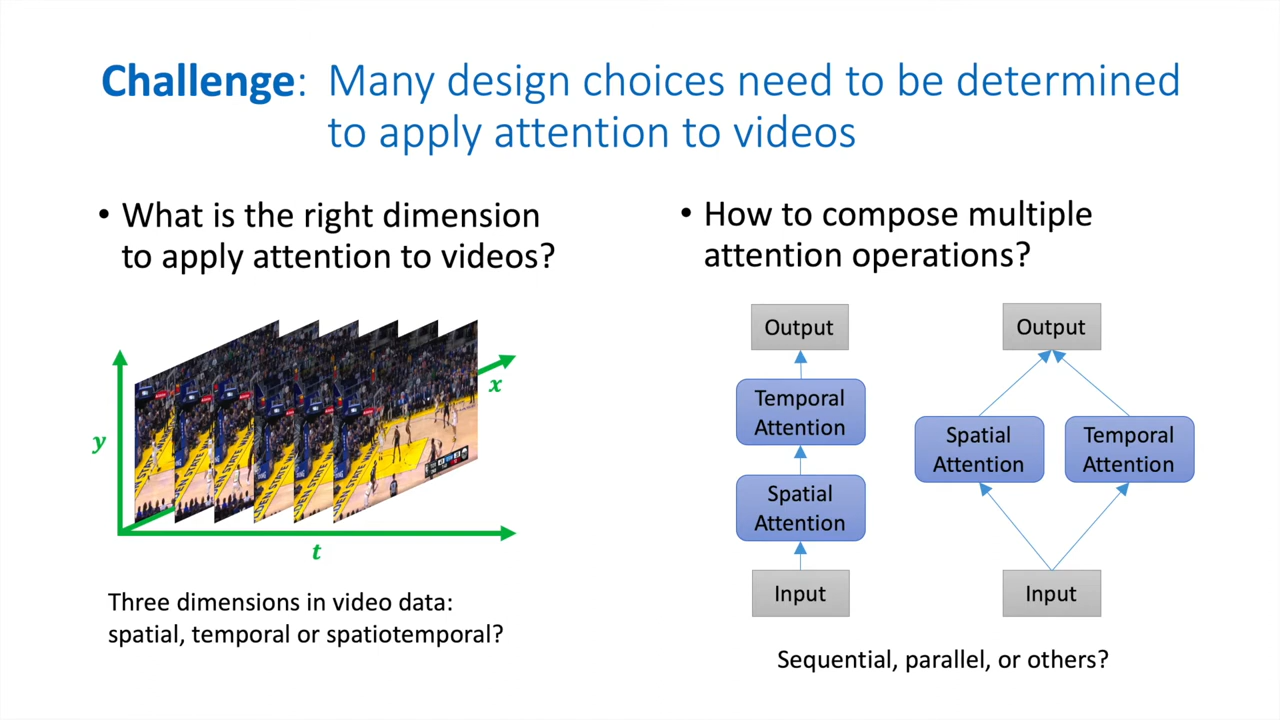 Challenge: Many design choices need to be determined
to apply attention to videos
• What is the right dimension
to apply attention to videos?
y
x
t
Three dimensions in video data:
spatial, temporal or spatiotemporal?
• How to compose multiple
attention operations?
Output
Temporal
Attention
Spatial
Attention
Input
Output
Spatial
Attention
Temporal
Attention
Input
Sequential, parallel, or others?